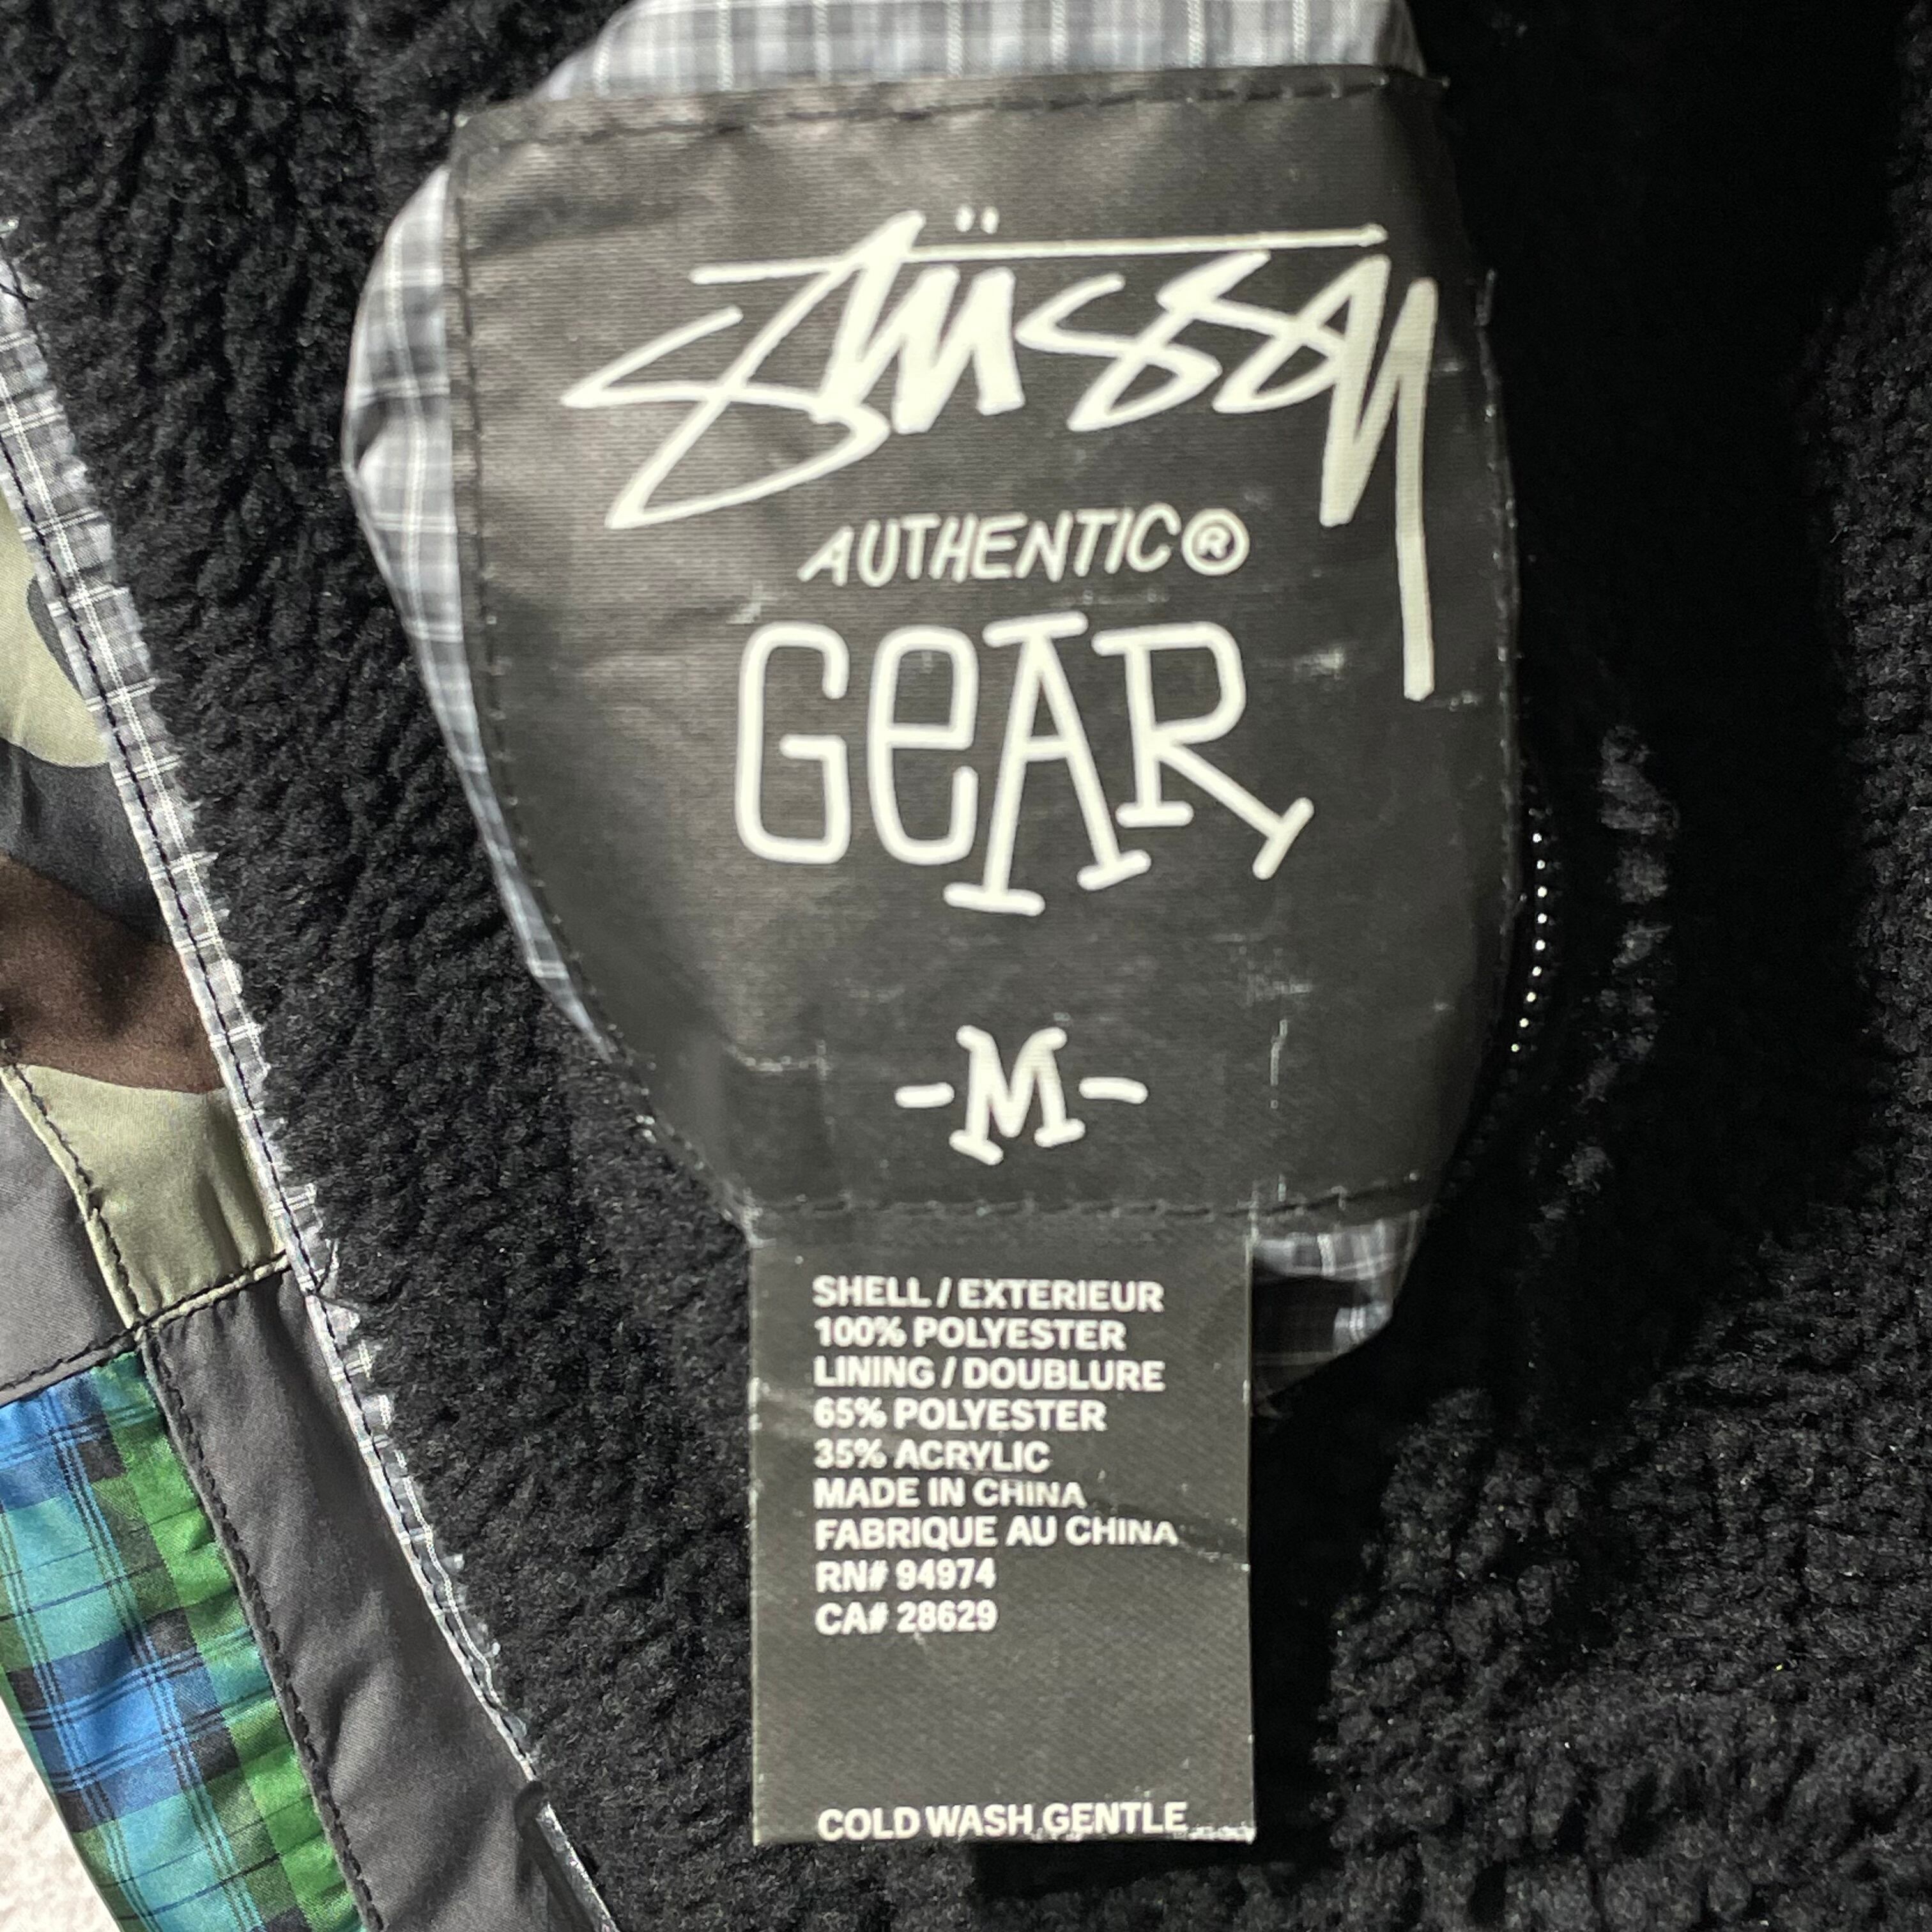 Stüssy
AUTHENTIC®
GEAR
-M-
SHELL / EXTERIEUR
100% POLYESTER
LINING / DOUBLURE
65% POLYESTER
35% ACRYLIC
MADE IN CHINA
FABRIQUE AU CHINA
RN# 94974
CA# 28629
COLD WASH GENTLE